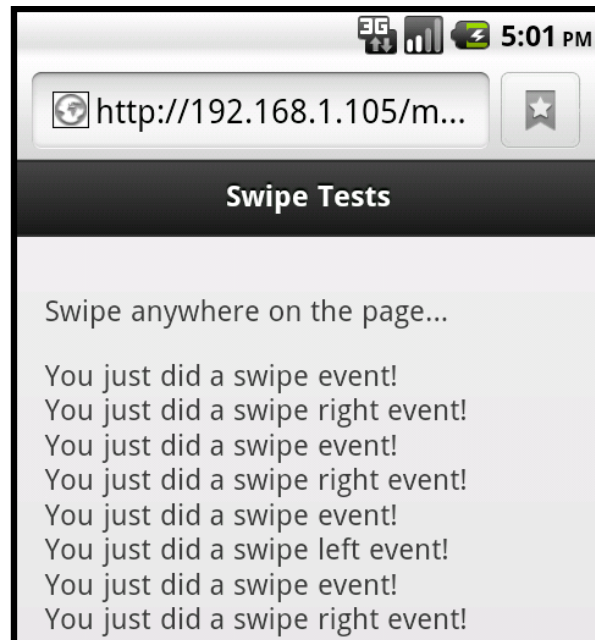 3G 5:01 PM
http://192.168.1.105/m...
Swipe Tests
Swipe anywhere on the page...
You just did a swipe event!
You just did a swipe right event!
You just did a swipe event!
You just did a swipe right event!
You just did a swipe event!
You just did a swipe left event!
You just did a swipe event!
You just did a swipe right event!